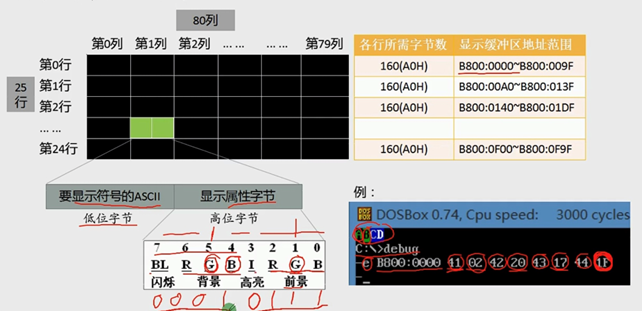 80列
第0列 第1列 第2列 ... ... ... ... 第79列
25行
第0行
第1行
第2行
... ...
第24行
各行所需字节数 显示缓冲区地址范围
160(A0H) B800:0000~B800:009F
160(A0H) B800:00A0~B800:013F
160(A0H) B800:0140~B800:01DF
160(A0H) B800:0F00~B800:0F9F
要显示符号的ASCII 显示属性字节
低位字节 高位字节
7 6 5 4 3 2 1 0
BL R G B I R G B
闪烁 背景 高亮 前景
0 0 0 1 0 1 1 1
例：
DOSBox 0.74, Cpu speed: 3000 cycles
ABCD
C:\>debug
-e B800:0000 41 02 42 20 43 17 44 1F
-